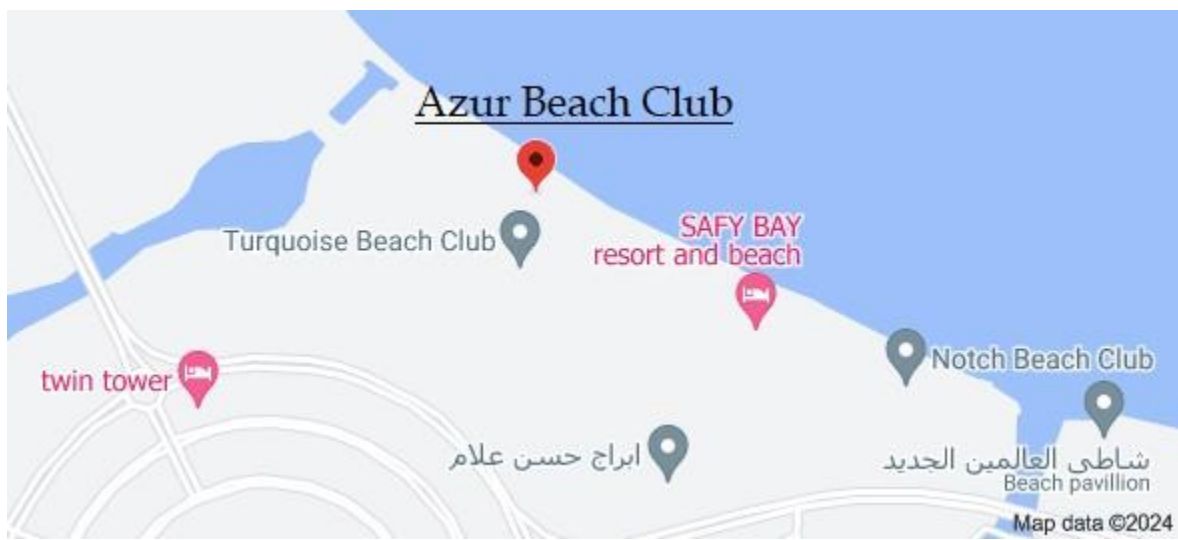 Azur Beach Club
Turquoise Beach Club
SAFY BAY
resort and beach
Notch Beach Club
twin tower
ابراج حسن علام
شاطى العالمين الجديد
Beach pavillion
Map data ©2024